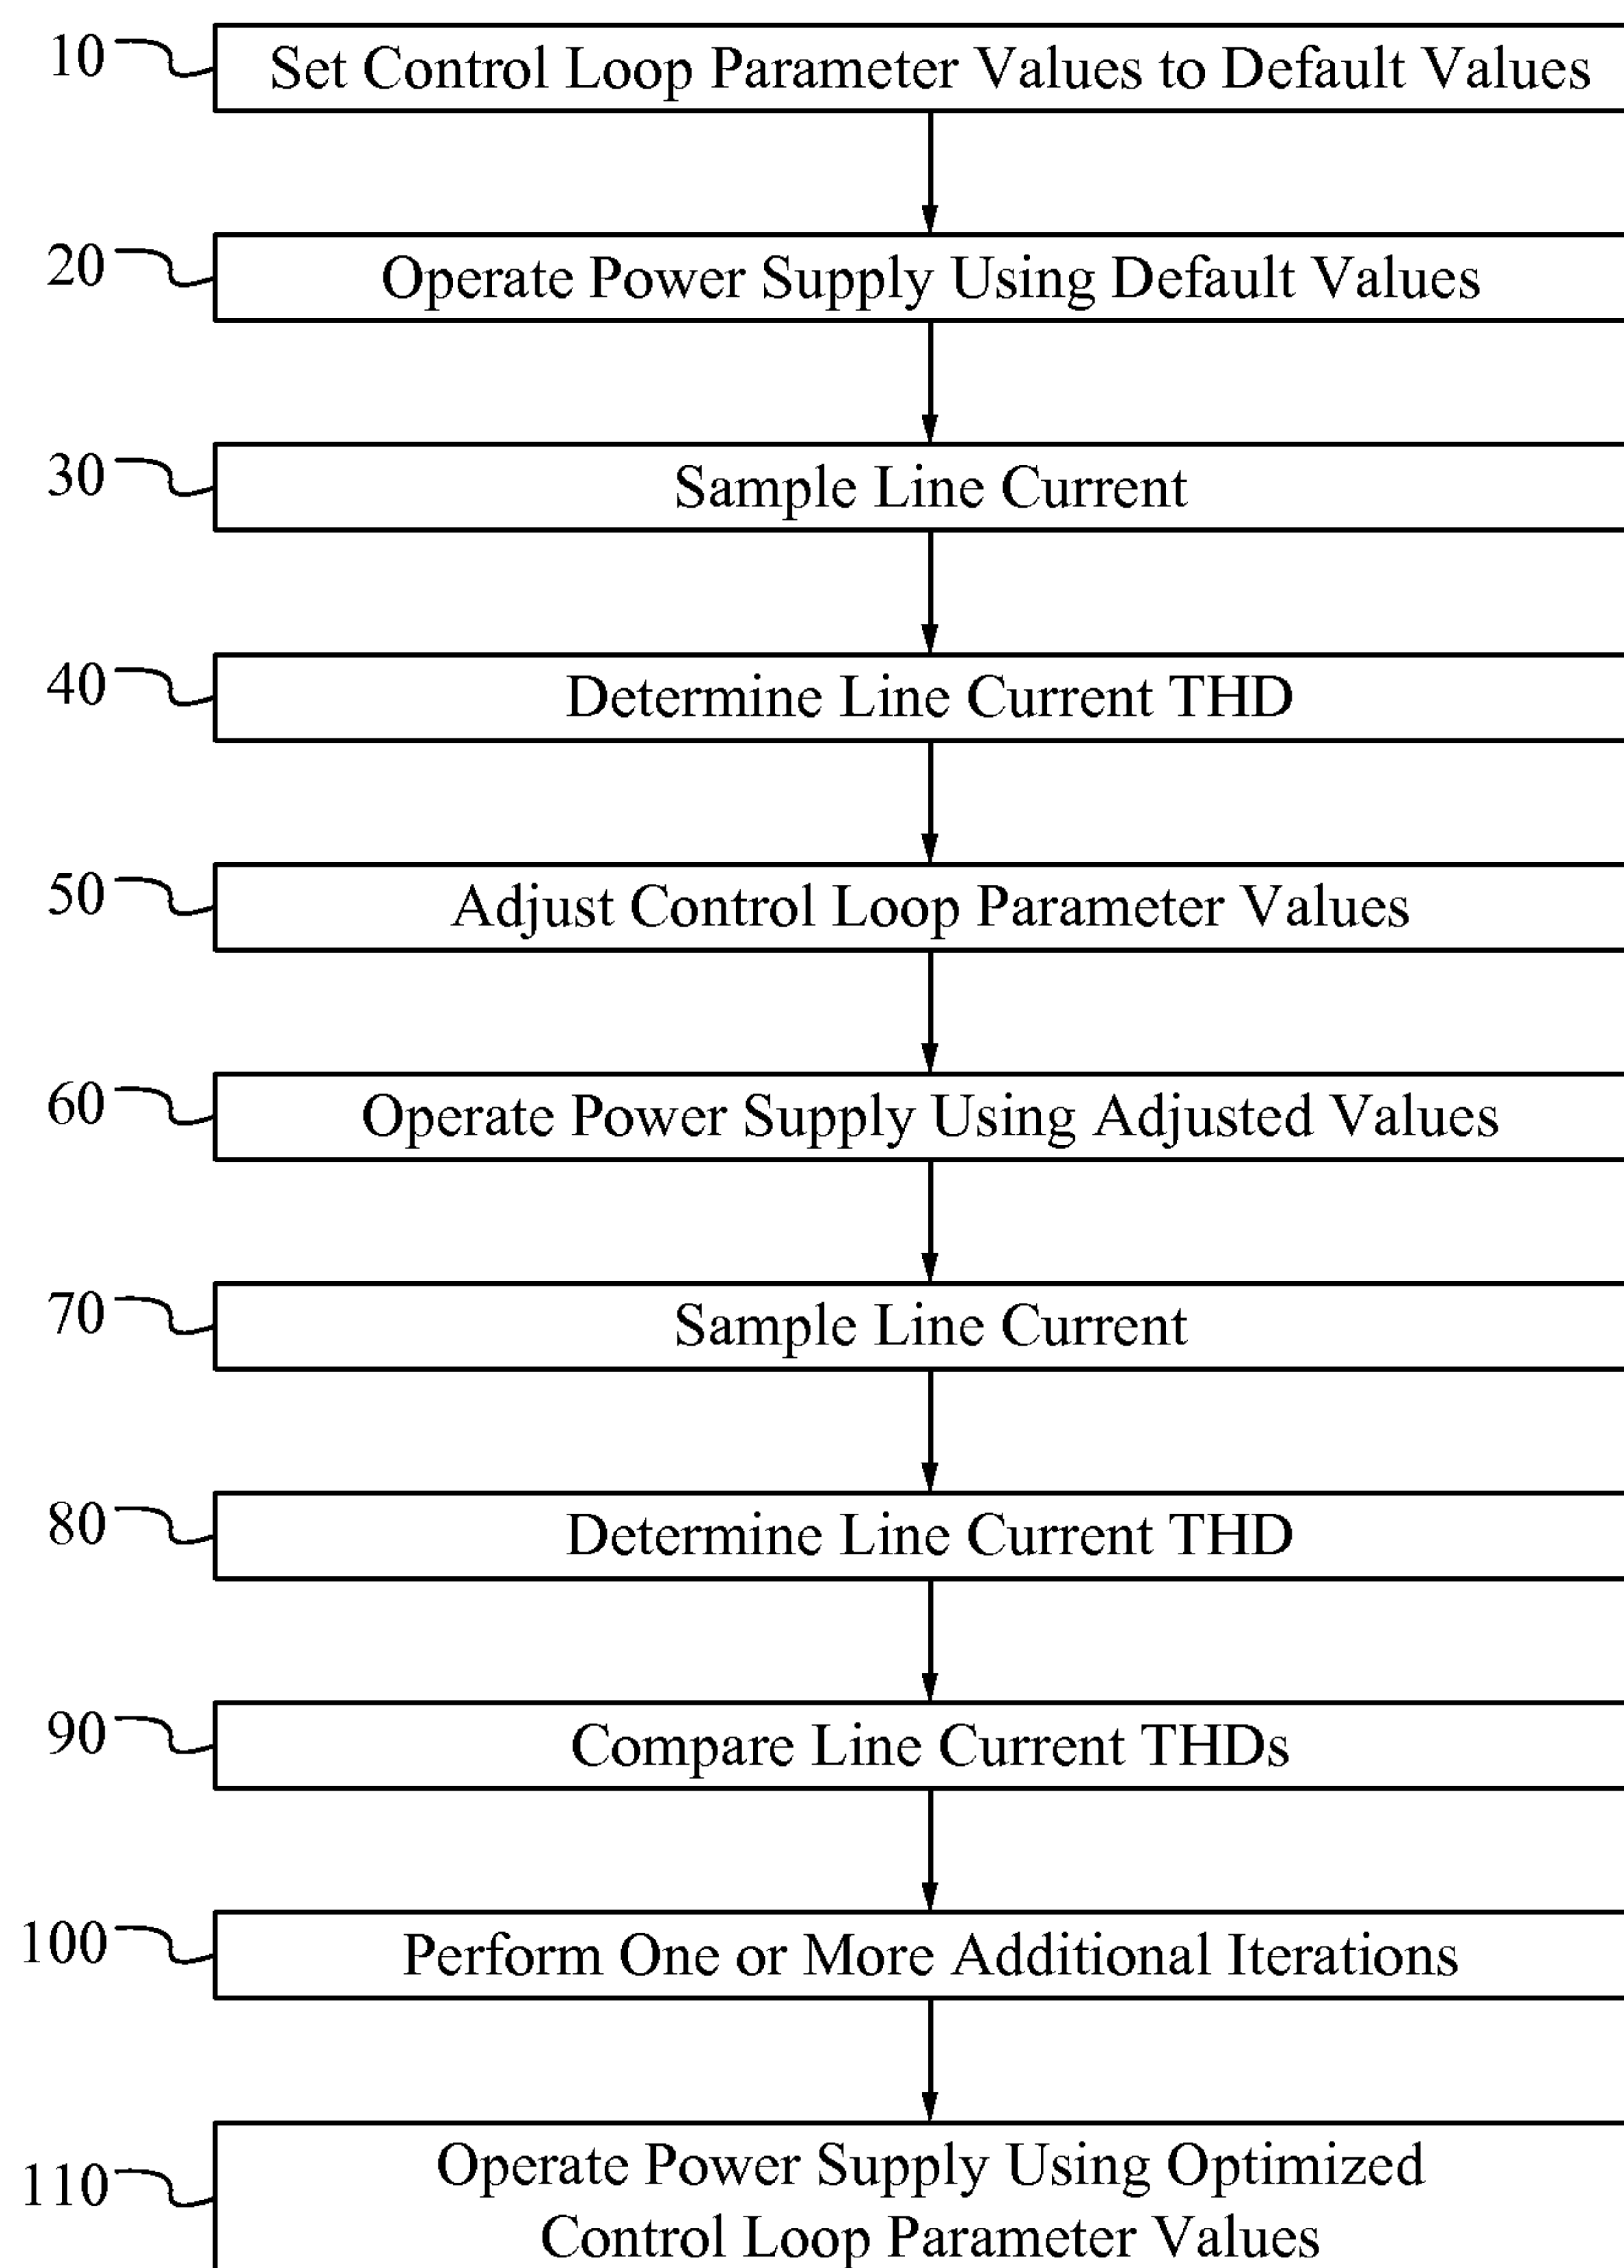 10 Set Control Loop Parameter Values to Default Values
20 Operate Power Supply Using Default Values
30 Sample Line Current
40 Determine Line Current THD
50 Adjust Control Loop Parameter Values
60 Operate Power Supply Using Adjusted Values
70 Sample Line Current
80 Determine Line Current THD
90 Compare Line Current THDs
100 Perform One or More Additional Iterations
110 Operate Power Supply Using Optimized
Control Loop Parameter Values